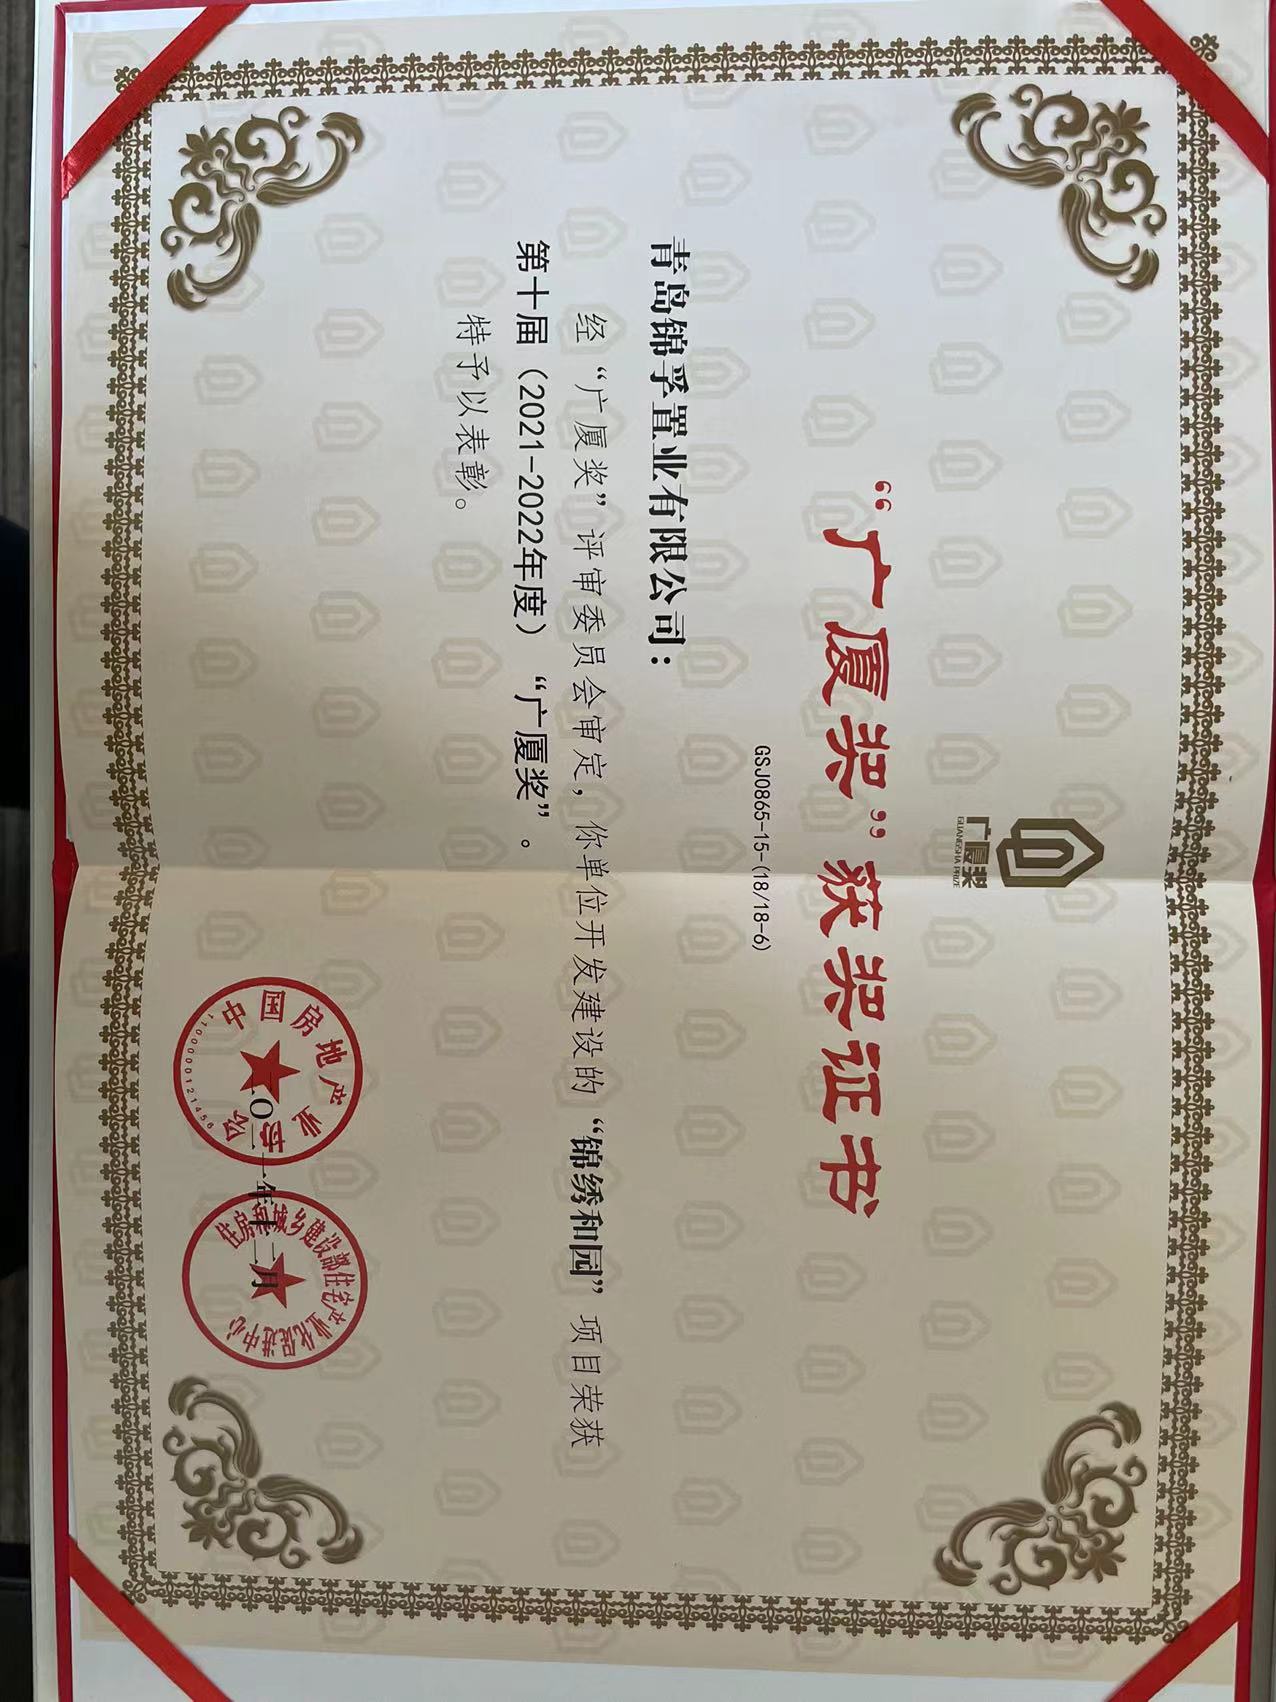 广厦奖
GUANGSHA PRIZE
“广厦奖”获奖证书
GSJ0865-15-(18/18-6)
青岛锦孚置业有限公司：
经“广厦奖”评审委员会审定，你单位开发建设的“锦绣和园”项目荣获
第十届（2021-2022年度）“广厦奖”。
特予以表彰。
中国房地产业协会
1100000121456
住房和城乡建设部住宅产业化促进中心
二〇二一年十二月